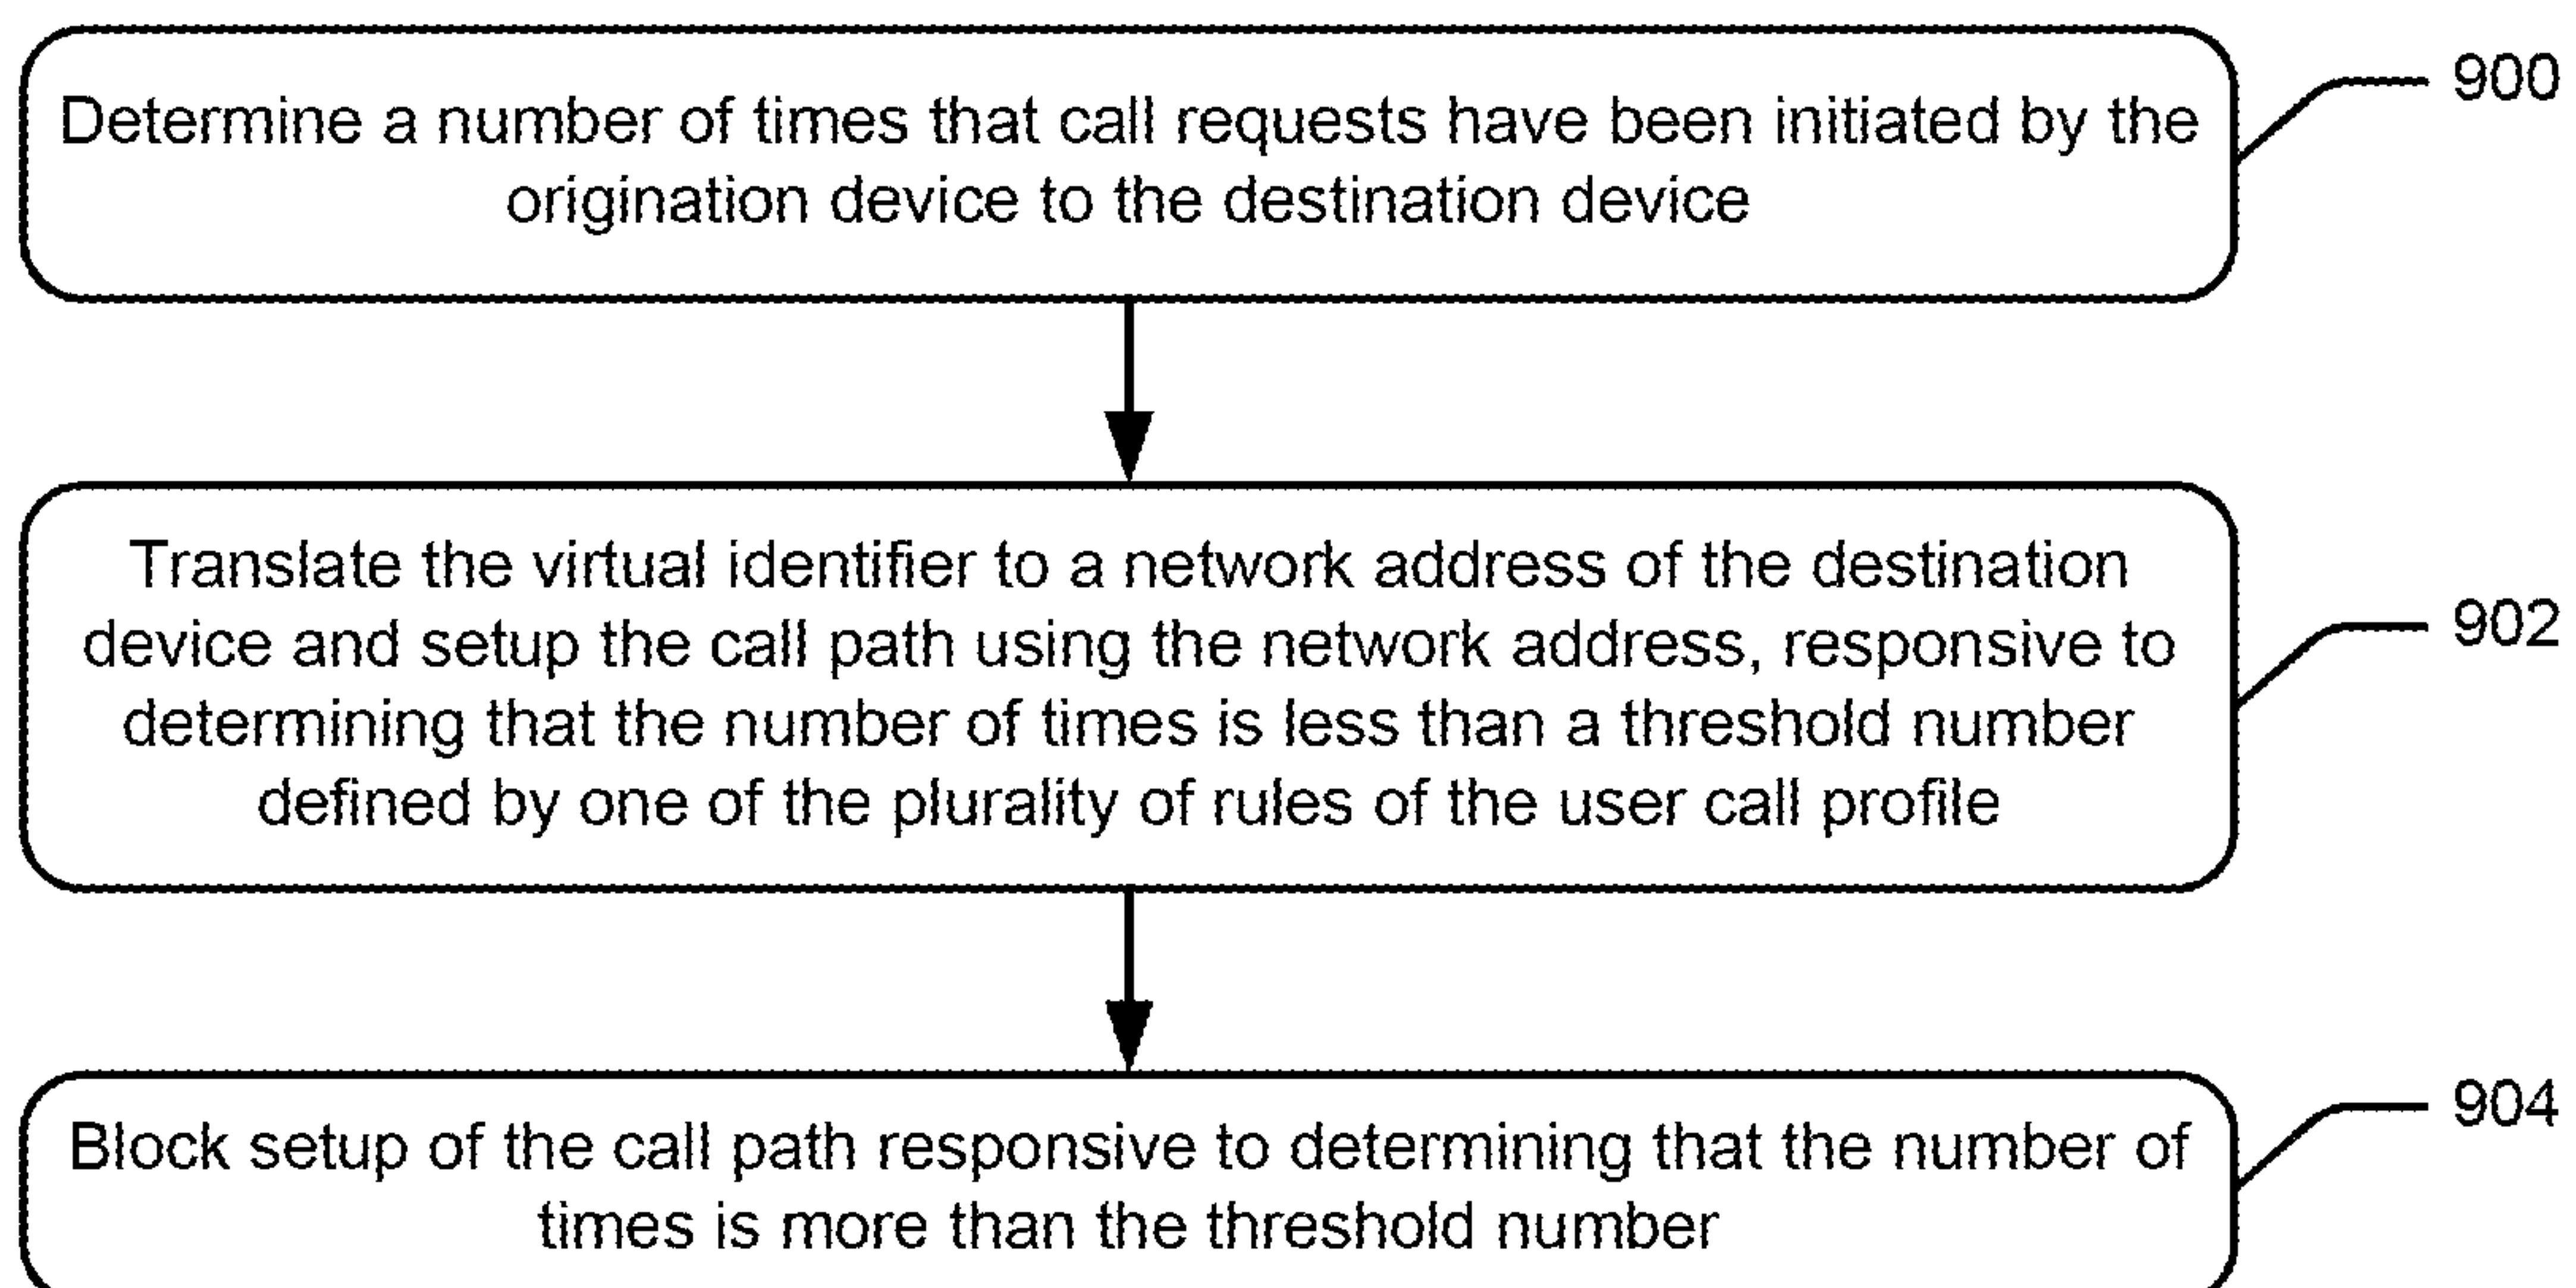 Determine a number of times that call requests have been initiated by the
origination device to the destination device
900
Translate the virtual identifier to a network address of the destination
device and setup the call path using the network address, responsive to
determining that the number of times is less than a threshold number
defined by one of the plurality of rules of the user call profile
902
Block setup of the call path responsive to determining that the number of
times is more than the threshold number
904